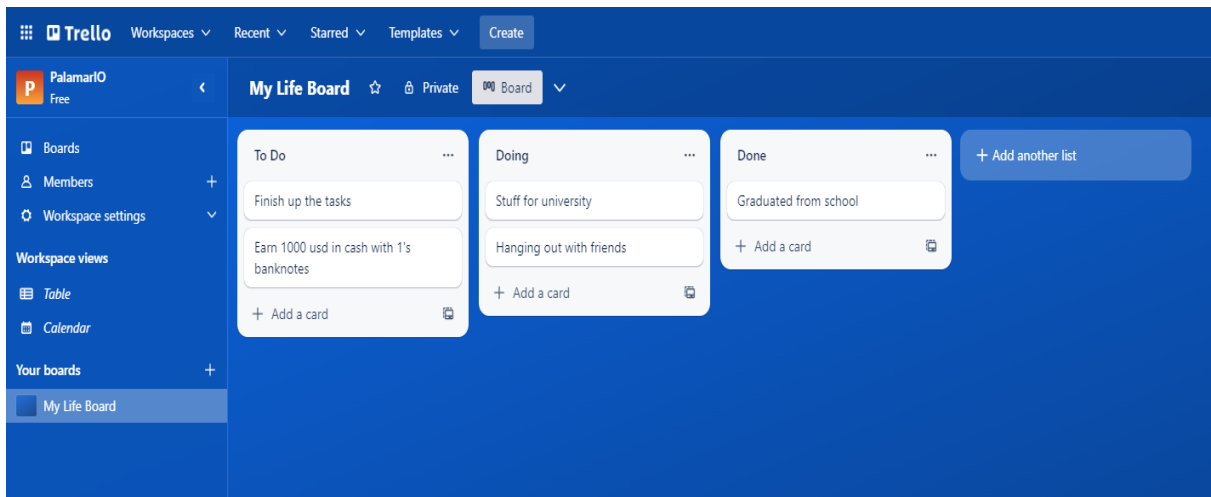 Trello Workspaces Recent Starred Templates Create
P PalamarIO
Free
My Life Board Private Board
Boards
Members
Workspace settings
Workspace views
Table
Calendar
Your boards
My Life Board
To Do
Finish up the tasks
Earn 1000 usd in cash with 1's
banknotes
+ Add a card
Doing
Stuff for university
Hanging out with friends
+ Add a card
Done
Graduated from school
+ Add a card
+ Add another list